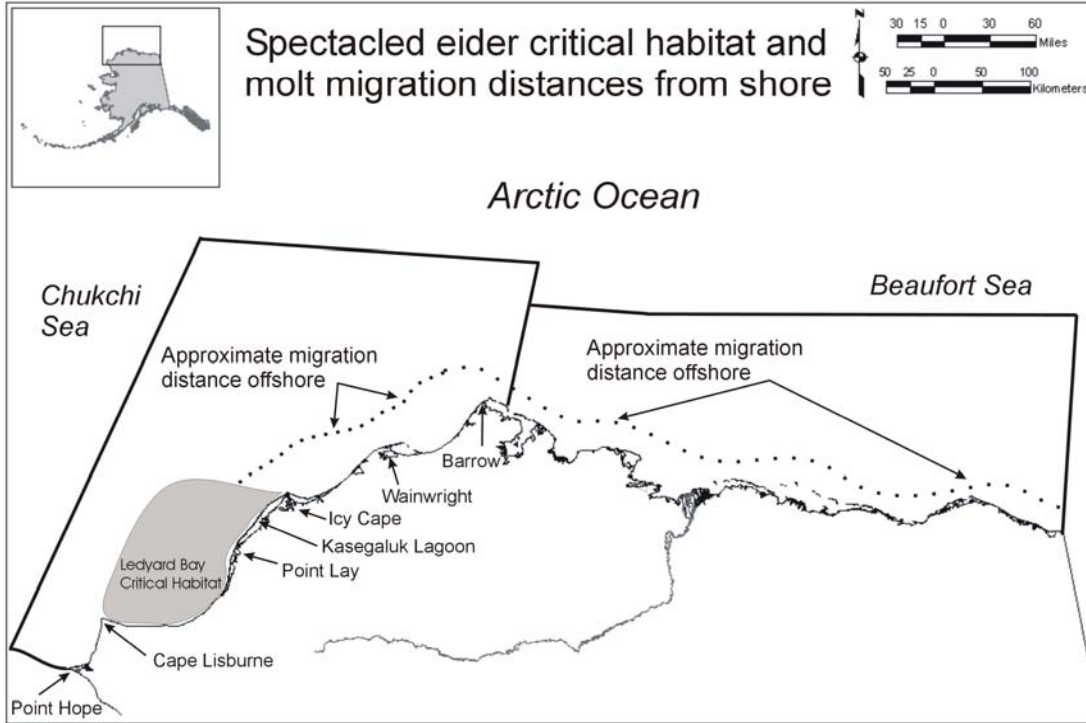 Spectacled eider critical habitat and
molt migration distances from shore
N
30 15 0 30 60
Miles
50 25 0 50 100
Kilometers
Arctic Ocean
Chukchi
Sea
Beaufort Sea
Approximate migration
distance offshore
Approximate migration
distance offshore
Barrow
Wainwright
Icy Cape
Kasegaluk Lagoon
Point Lay
Ledyard Bay
Critical Habitat
Cape Lisburne
Point Hope